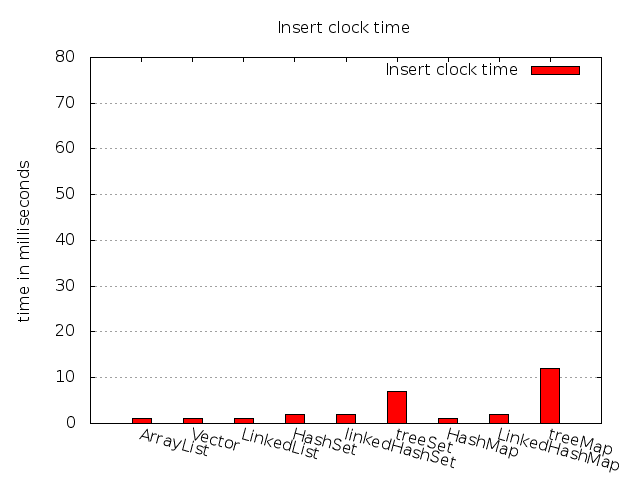 Insert clock time
Insert clock time
80
70
60
50
40
30
20
10
0
time in milliseconds
ArrayList
Vector
LinkedList
HashSet
linkedHashSet
treeSet
HashMap
LinkedHashMap
treeMap